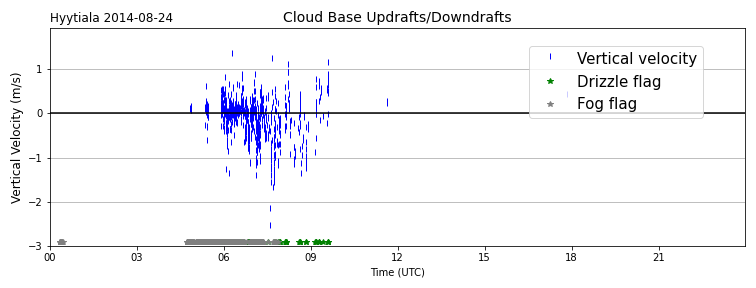 Hyytiala 2014-08-24
Cloud Base Updrafts/Downdrafts
Vertical Velocity (m/s)
1
0
−1
−2
−3
Vertical velocity
Drizzle flag
Fog flag
00 03 06 09 12 15 18 21
Time (UTC)